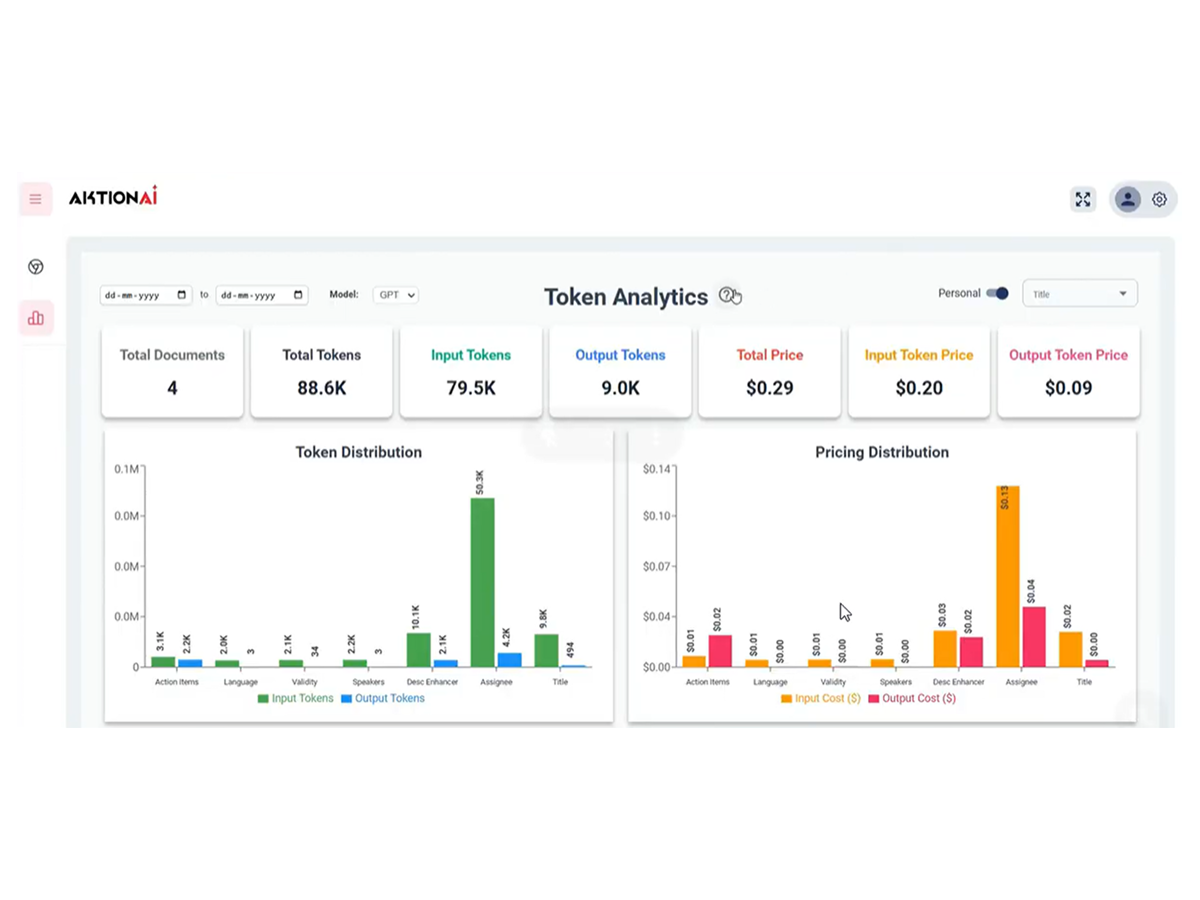 AKTIONAi
dd-mm-yyyy to dd-mm-yyyy Model: GPT Token Analytics Personal Title
Total Documents Total Tokens Input Tokens Output Tokens Total Price Input Token Price Output Token Price
4 88.6K 79.5K 9.0K $0.29 $0.20 $0.09
Token Distribution
0.1M
0.0M
0.0M
0.0M
0
3.1K 2.2K 2.0K 3 2.1K 34 2.2K 3 10.1K 2.1K 50.3K 4.2K 9.8K 494
Action Items Language Validity Speakers Desc Enhancer Assignee Title
Input Tokens Output Tokens
Pricing Distribution
$0.14
$0.10
$0.07
$0.04
$0.00
$0.01 $0.02 $0.01 $0.00 $0.01 $0.00 $0.01 $0.00 $0.03 $0.02 $0.13 $0.04 $0.02 $0.00
Action Items Language Validity Speakers Desc Enhancer Assignee Title
Input Cost ($) Output Cost ($)